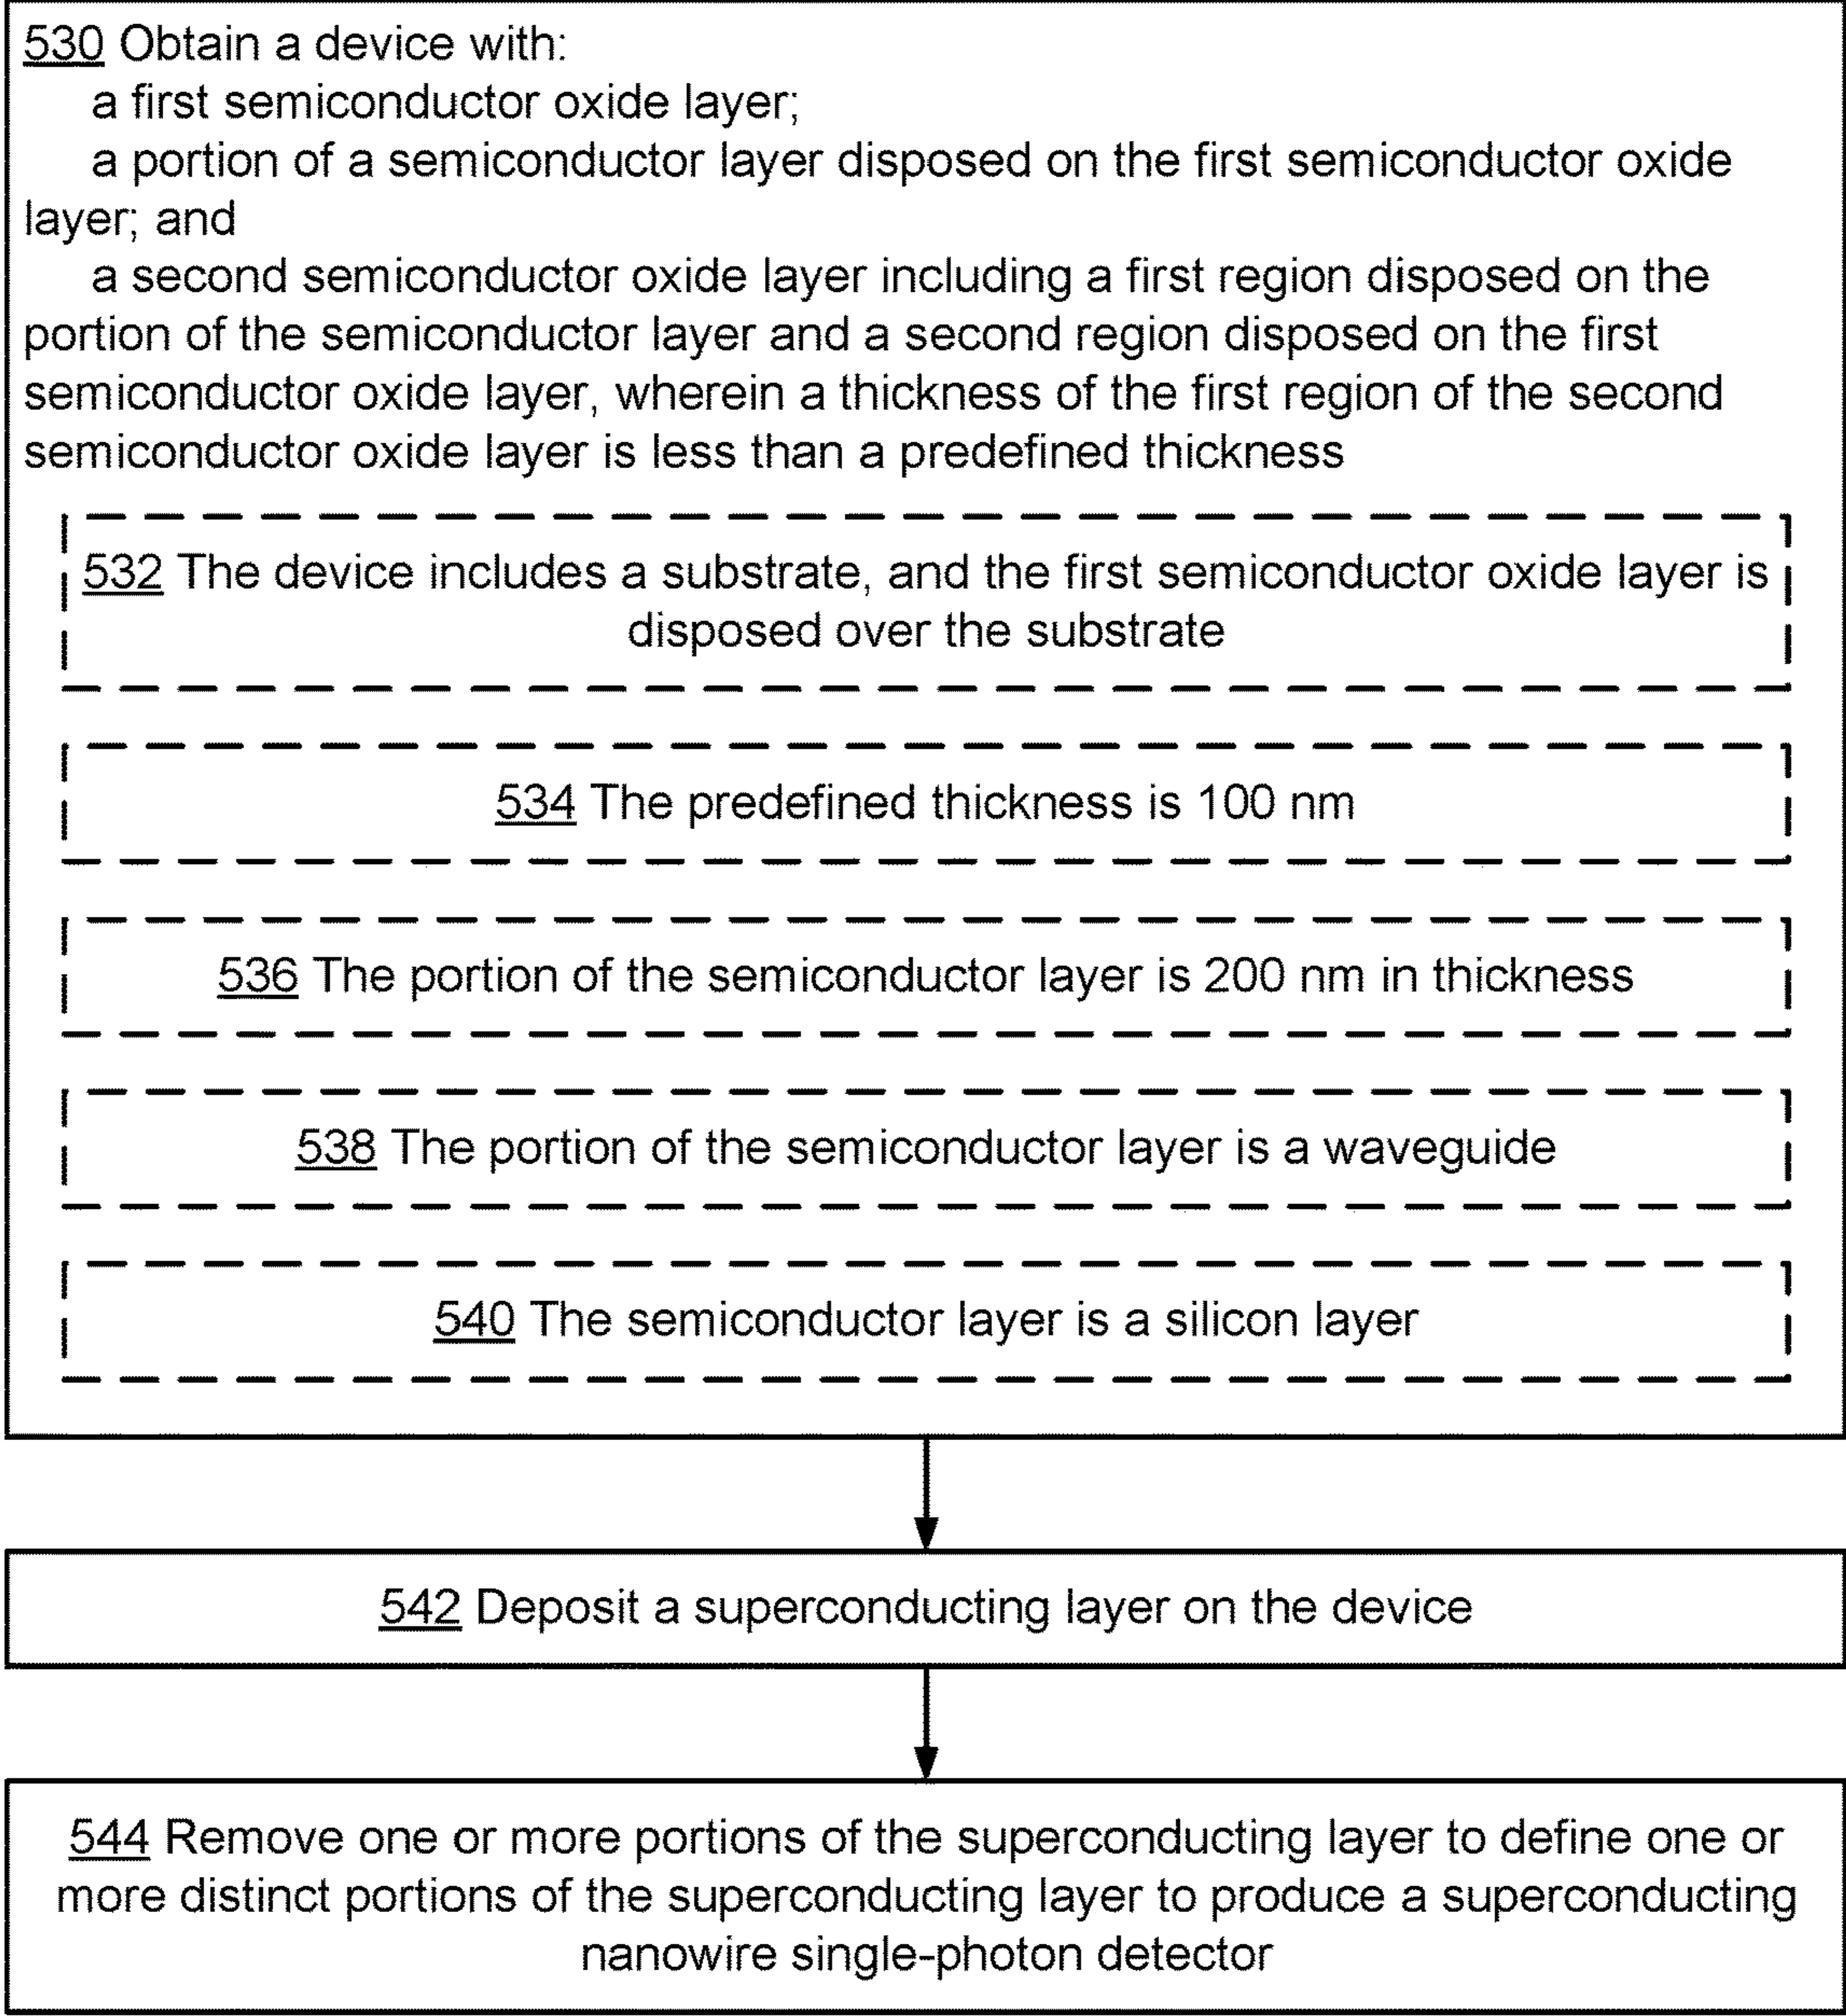 530 Obtain a device with:
a first semiconductor oxide layer;
a portion of a semiconductor layer disposed on the first semiconductor oxide
layer; and
a second semiconductor oxide layer including a first region disposed on the
portion of the semiconductor layer and a second region disposed on the first
semiconductor oxide layer, wherein a thickness of the first region of the second
semiconductor oxide layer is less than a predefined thickness
532 The device includes a substrate, and the first semiconductor oxide layer is
disposed over the substrate
534 The predefined thickness is 100 nm
536 The portion of the semiconductor layer is 200 nm in thickness
538 The portion of the semiconductor layer is a waveguide
540 The semiconductor layer is a silicon layer
542 Deposit a superconducting layer on the device
544 Remove one or more portions of the superconducting layer to define one or
more distinct portions of the superconducting layer to produce a superconducting
nanowire single-photon detector